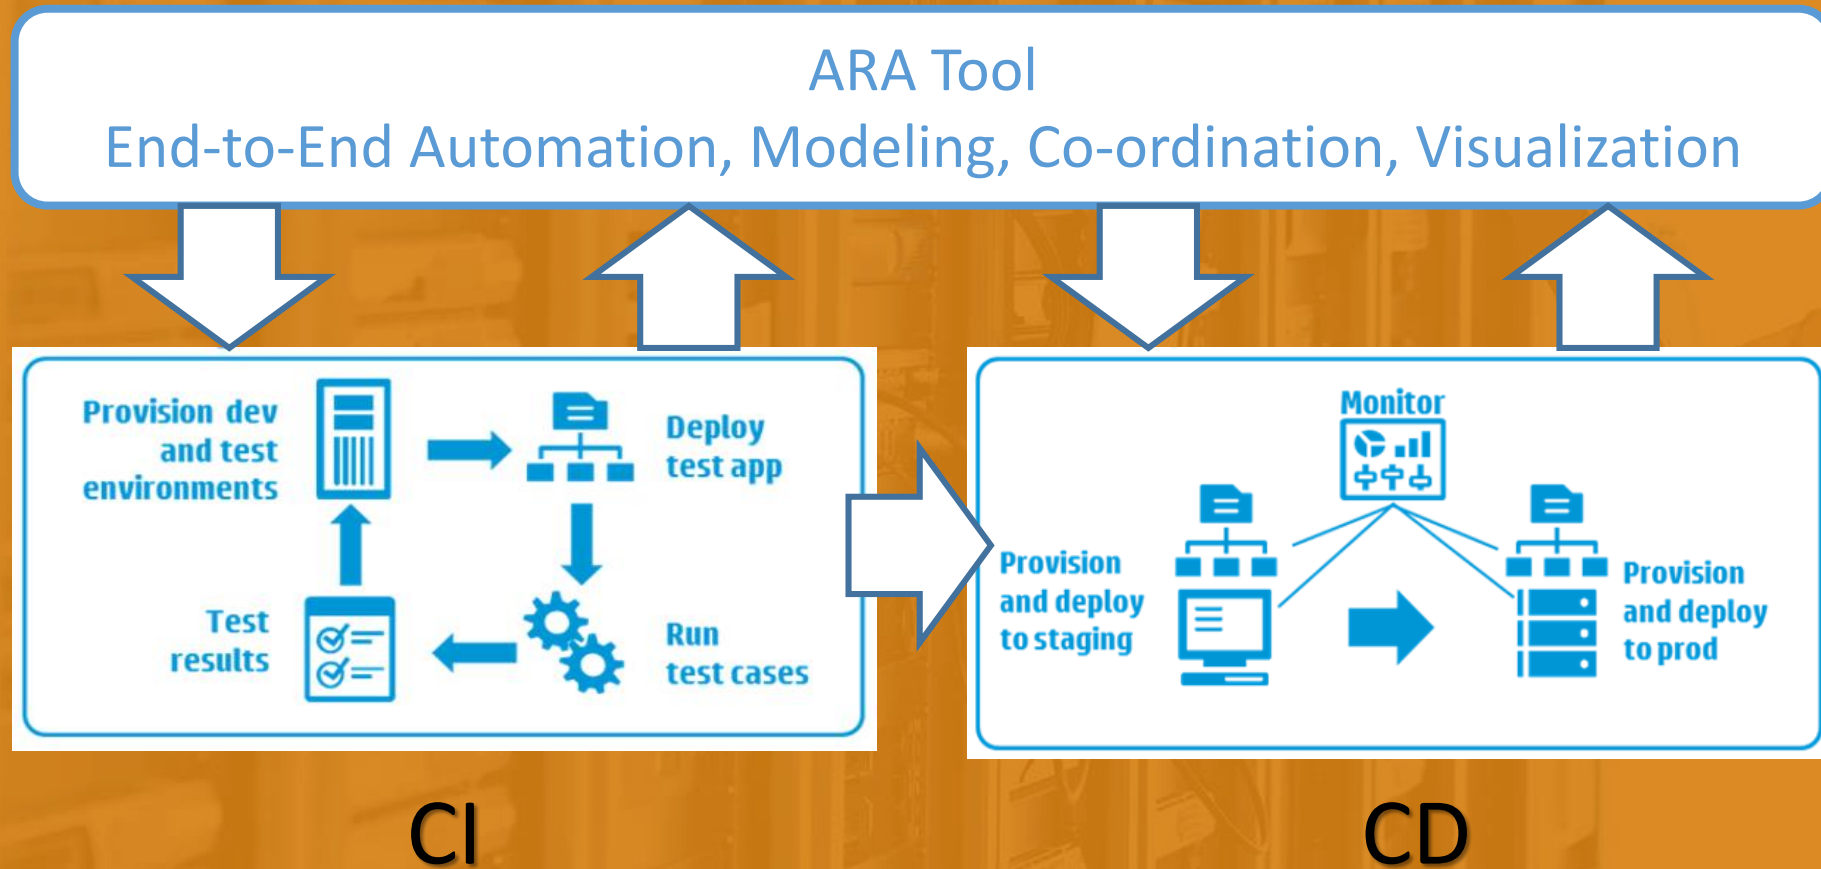 ARA Tool
End-to-End Automation, Modeling, Co-ordination, Visualization
Provision dev
and test
environments
Deploy
test app
Test
results
Run
test cases
Monitor
Provision
and deploy
to staging
Provision
and deploy
to prod
CI
CD